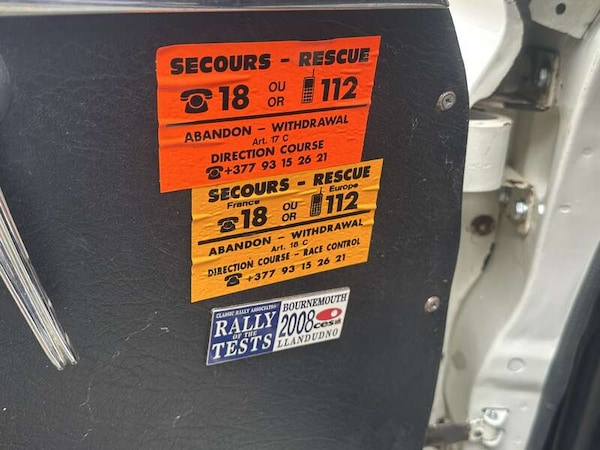 SECOURS - RESCUE
18 OU OR 112
ABANDON - WITHDRAWAL
Art. 17 C
DIRECTION COURSE
+377 93 15 26 21
SECOURS - RESCUE
France Europe
18 OU OR 112
ABANDON - WITHDRAWAL
Art. 18 C
DIRECTION COURSE - RACE CONTROL
+377 93 15 26 21
CLASSIC RALLY ASSOCIATION
RALLY
OF THE
TESTS
BOURNEMOUTH
2008 cesa
LLANDUDNO